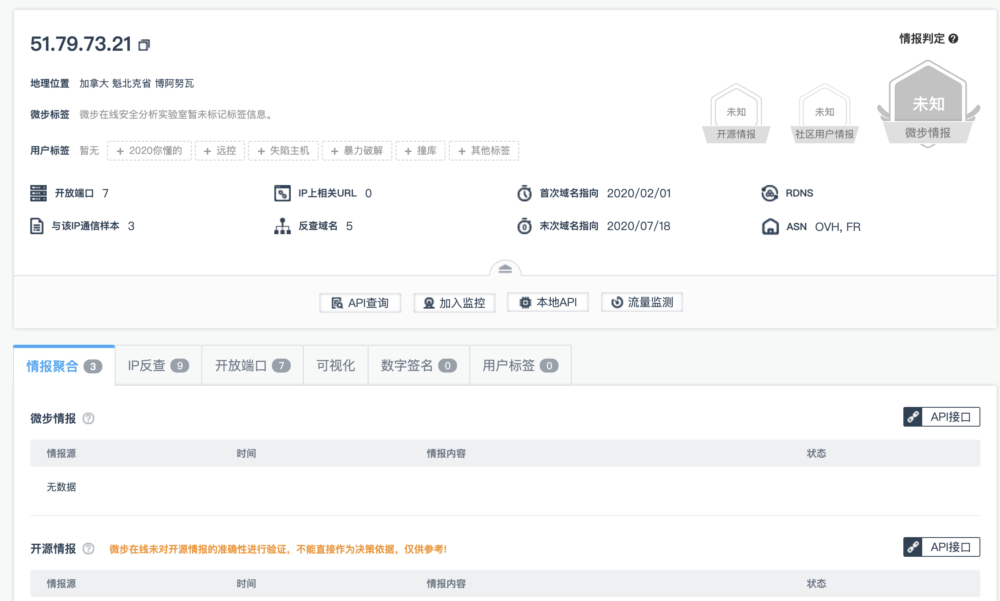 51.79.73.21
情报判定
地理位置 加拿大 魁北克省 博阿努瓦
微步标签 微步在线安全分析实验室暂未标记标签信息。
未知 未知 未知
开源情报 社区用户情报 微步情报
用户标签 暂无 + 2020你懂的 + 远控 + 失陷主机 + 暴力破解 + 撞库 + 其他标签
开放端口 7 IP上相关URL 0 首次域名指向 2020/02/01 RDNS
与该IP通信样本 3 反查域名 5 末次域名指向 2020/07/18 ASN OVH, FR
API查询 加入监控 本地API 流量监测
情报聚合 3 IP反查 9 开放端口 7 可视化 数字签名 0 用户标签 0
微步情报 ? API接口
情报源 时间 情报内容 状态
无数据
开源情报 ? 微步在线未对开源情报的准确性进行验证，不能直接作为决策依据，仅供参考! API接口
情报源 时间 情报内容 状态